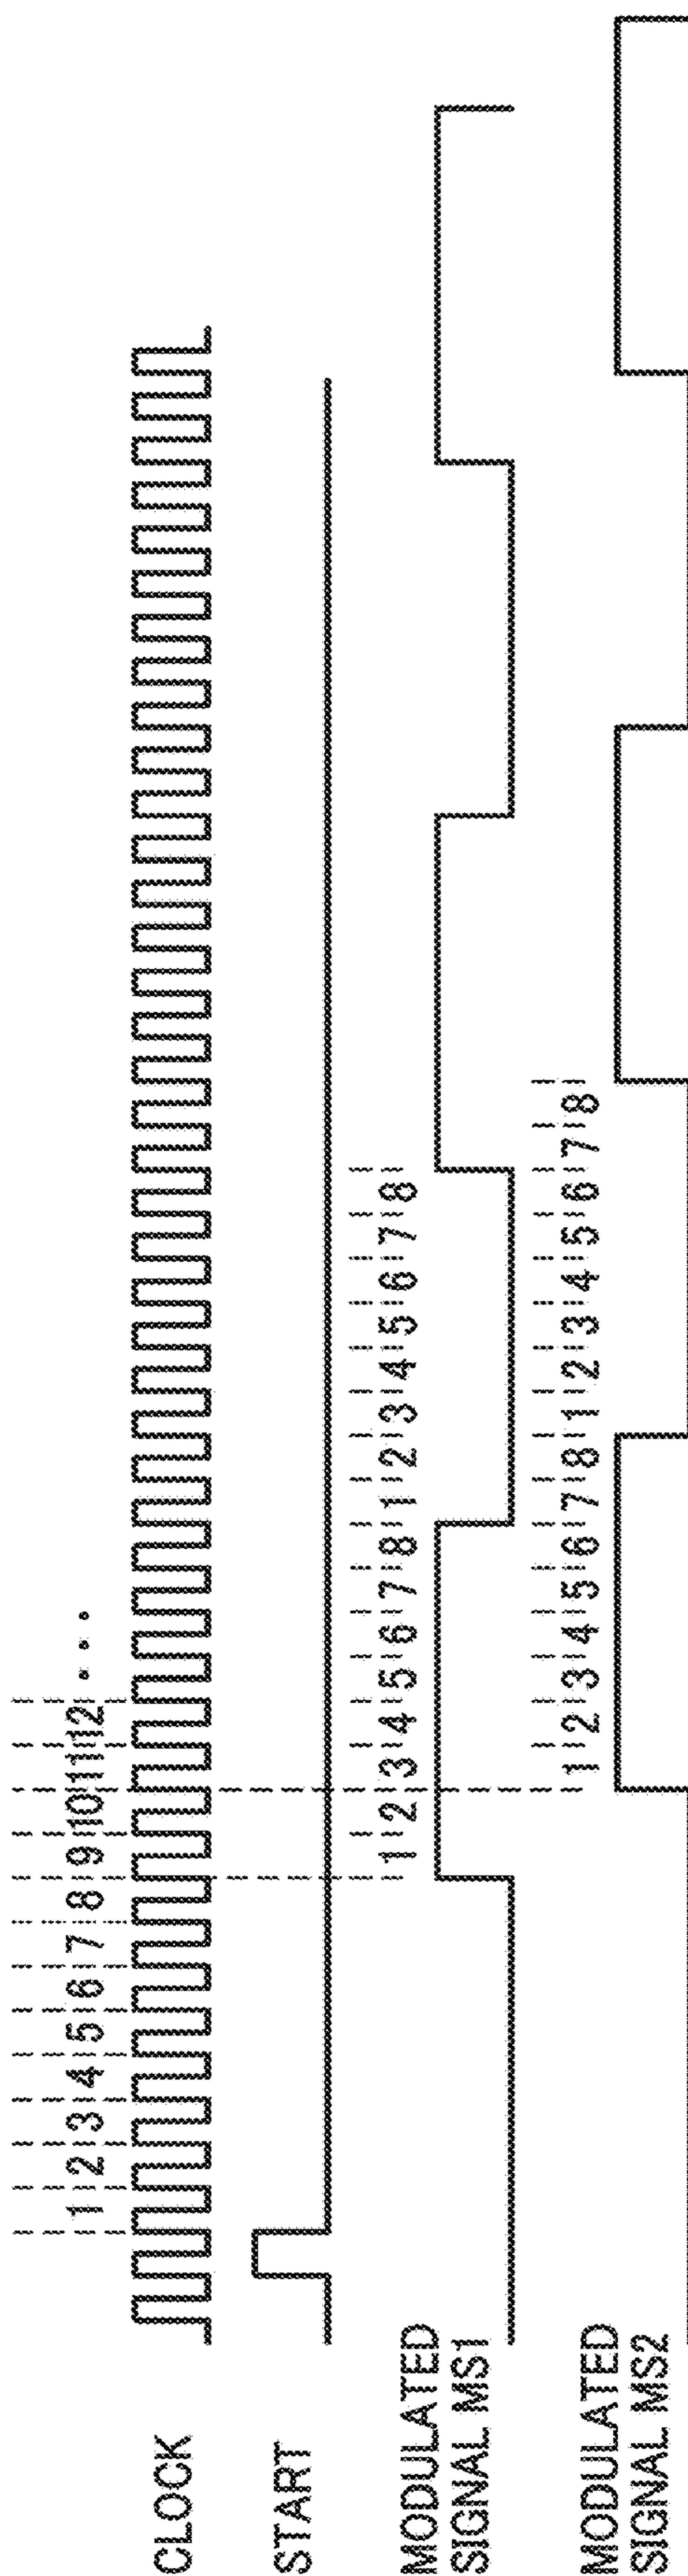 1 2 3 4 5 6 7 8 9 10 11 12 ...
CLOCK
START
1 2 3 4 5 6 7 8 1 2 3 4 5 6 7 8
MODULATED
SIGNAL MS1
1 2 3 4 5 6 7 8 1 2 3 4 5 6 7 8
MODULATED
SIGNAL MS2